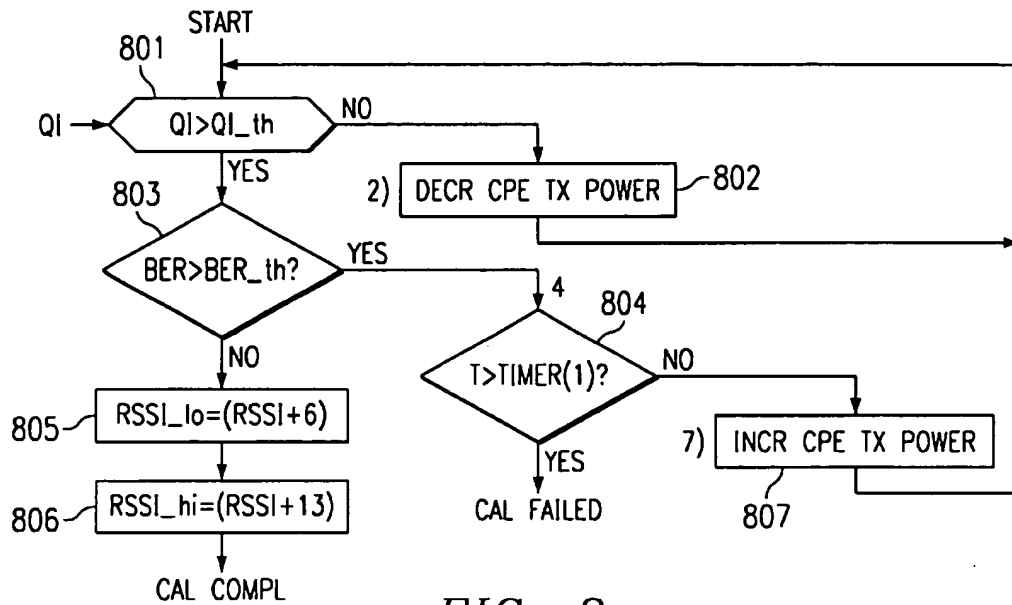 START
801
QI
QI>QI_th
NO
YES
2)
DECR CPE TX POWER
802
803
BER>BER_th?
YES
NO
4
804
T>TIMER(1)?
NO
YES
CAL FAILED
805
RSSI_lo=(RSSI+6)
7)
INCR CPE TX POWER
807
806
RSSI_hi=(RSSI+13)
CAL COMPL